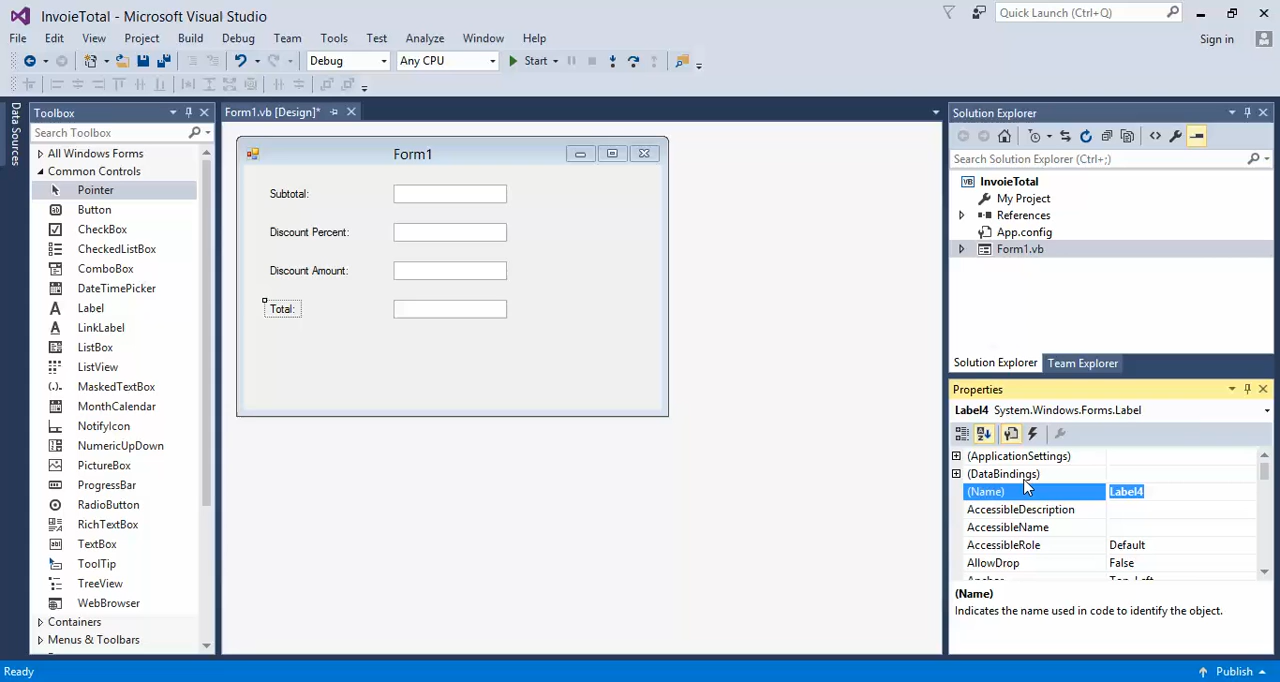 InvoieTotal - Microsoft Visual Studio
Quick Launch (Ctrl+Q)
File Edit View Project Build Debug Team Tools Test Analyze Window Help
Sign in
Debug Any CPU Start
Data Sources
Toolbox
Search Toolbox
All Windows Forms
Common Controls
Pointer
Button
CheckBox
CheckedListBox
ComboBox
DateTimePicker
Label
LinkLabel
ListBox
ListView
MaskedTextBox
MonthCalendar
NotifyIcon
NumericUpDown
PictureBox
ProgressBar
RadioButton
RichTextBox
TextBox
ToolTip
TreeView
WebBrowser
Containers
Menus & Toolbars
Form1.vb [Design]*
Form1
Subtotal:
Discount Percent:
Discount Amount:
Total:
Solution Explorer
Search Solution Explorer (Ctrl+;)
VB InvoieTotal
My Project
References
App.config
Form1.vb
Solution Explorer Team Explorer
Properties
Label4 System.Windows.Forms.Label
(ApplicationSettings)
(DataBindings)
(Name) Label4
AccessibleDescription
AccessibleName
AccessibleRole Default
AllowDrop False
Anchor Top, Left
(Name)
Indicates the name used in code to identify the object.
Ready
Publish